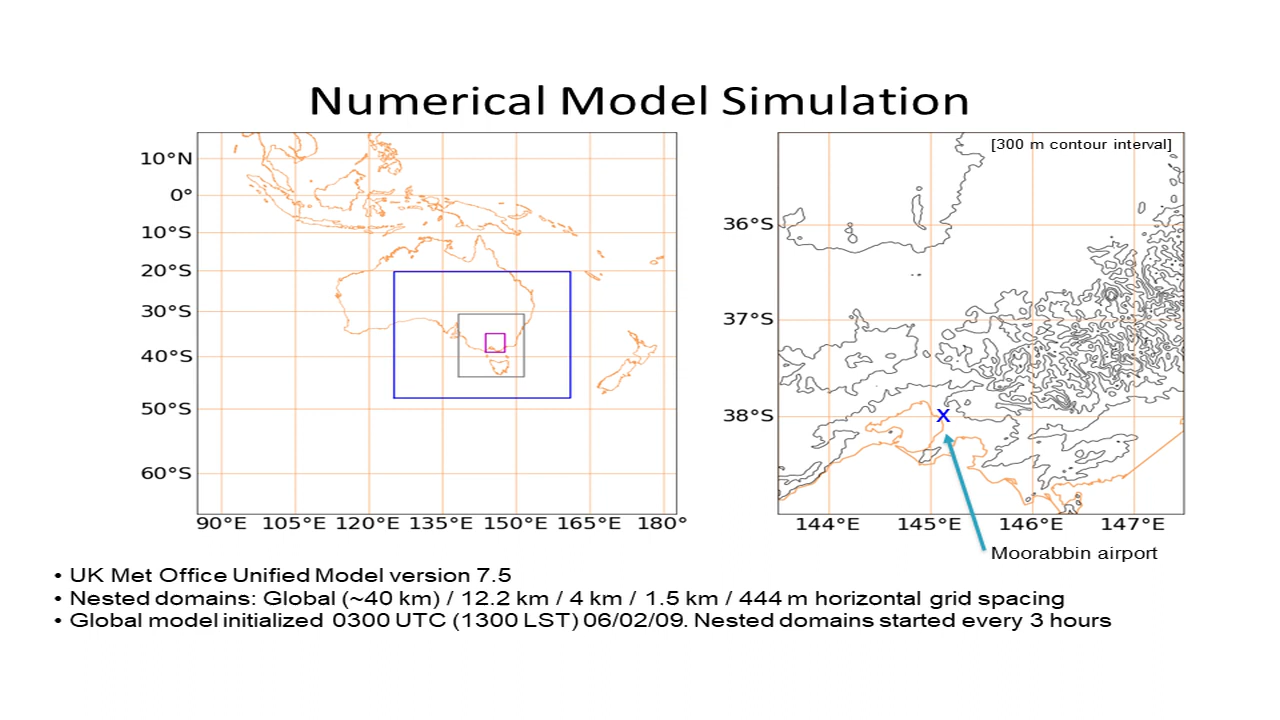 Numerical Model Simulation
10°N
0°
10°S
20°S
30°S
40°S
50°S
60°S
90°E 105°E 120°E 135°E 150°E 165°E 180°
[300 m contour interval]
36°S
37°S
38°S
x
144°E 145°E 146°E 147°E
Moorabbin airport
• UK Met Office Unified Model version 7.5
• Nested domains: Global (~40 km) / 12.2 km / 4 km / 1.5 km / 444 m horizontal grid spacing
• Global model initialized 0300 UTC (1300 LST) 06/02/09. Nested domains started every 3 hours